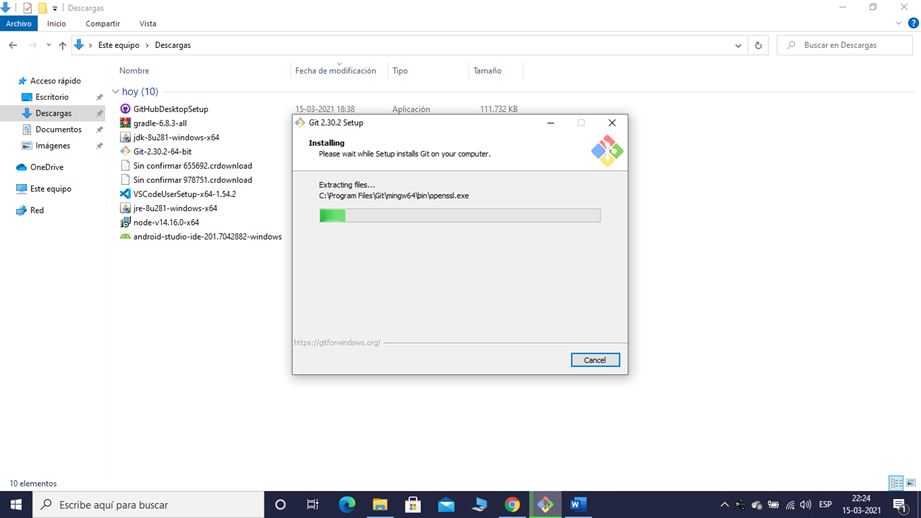 Descargas
Archivo Inicio Compartir Vista
Este equipo > Descargas
Buscar en Descargas
Nombre Fecha de modificación Tipo Tamaño
Acceso rápido
Escritorio
Descargas
Documentos
Imágenes
OneDrive
Este equipo
Red
hoy (10)
GitHubDesktopSetup 15-03-2021 18:38 Aplicación 111.732 KB
gradle-6.8.3-all
jdk-8u281-windows-x64
Git-2.30.2-64-bit
Sin confirmar 655692.crdownload
Sin confirmar 978751.crdownload
VSCodeUserSetup-x64-1.54.2
jre-8u281-windows-x64
node-v14.16.0-x64
android-studio-ide-201.7042882-windows
Git 2.30.2 Setup
Installing
Please wait while Setup installs Git on your computer.
Extracting files...
C:\Program Files\Git\mingw64\bin\ppenssl.exe
https://gitforwindows.org/
Cancel
10 elementos
Escribe aquí para buscar
ESP
22:24
15-03-2021
1